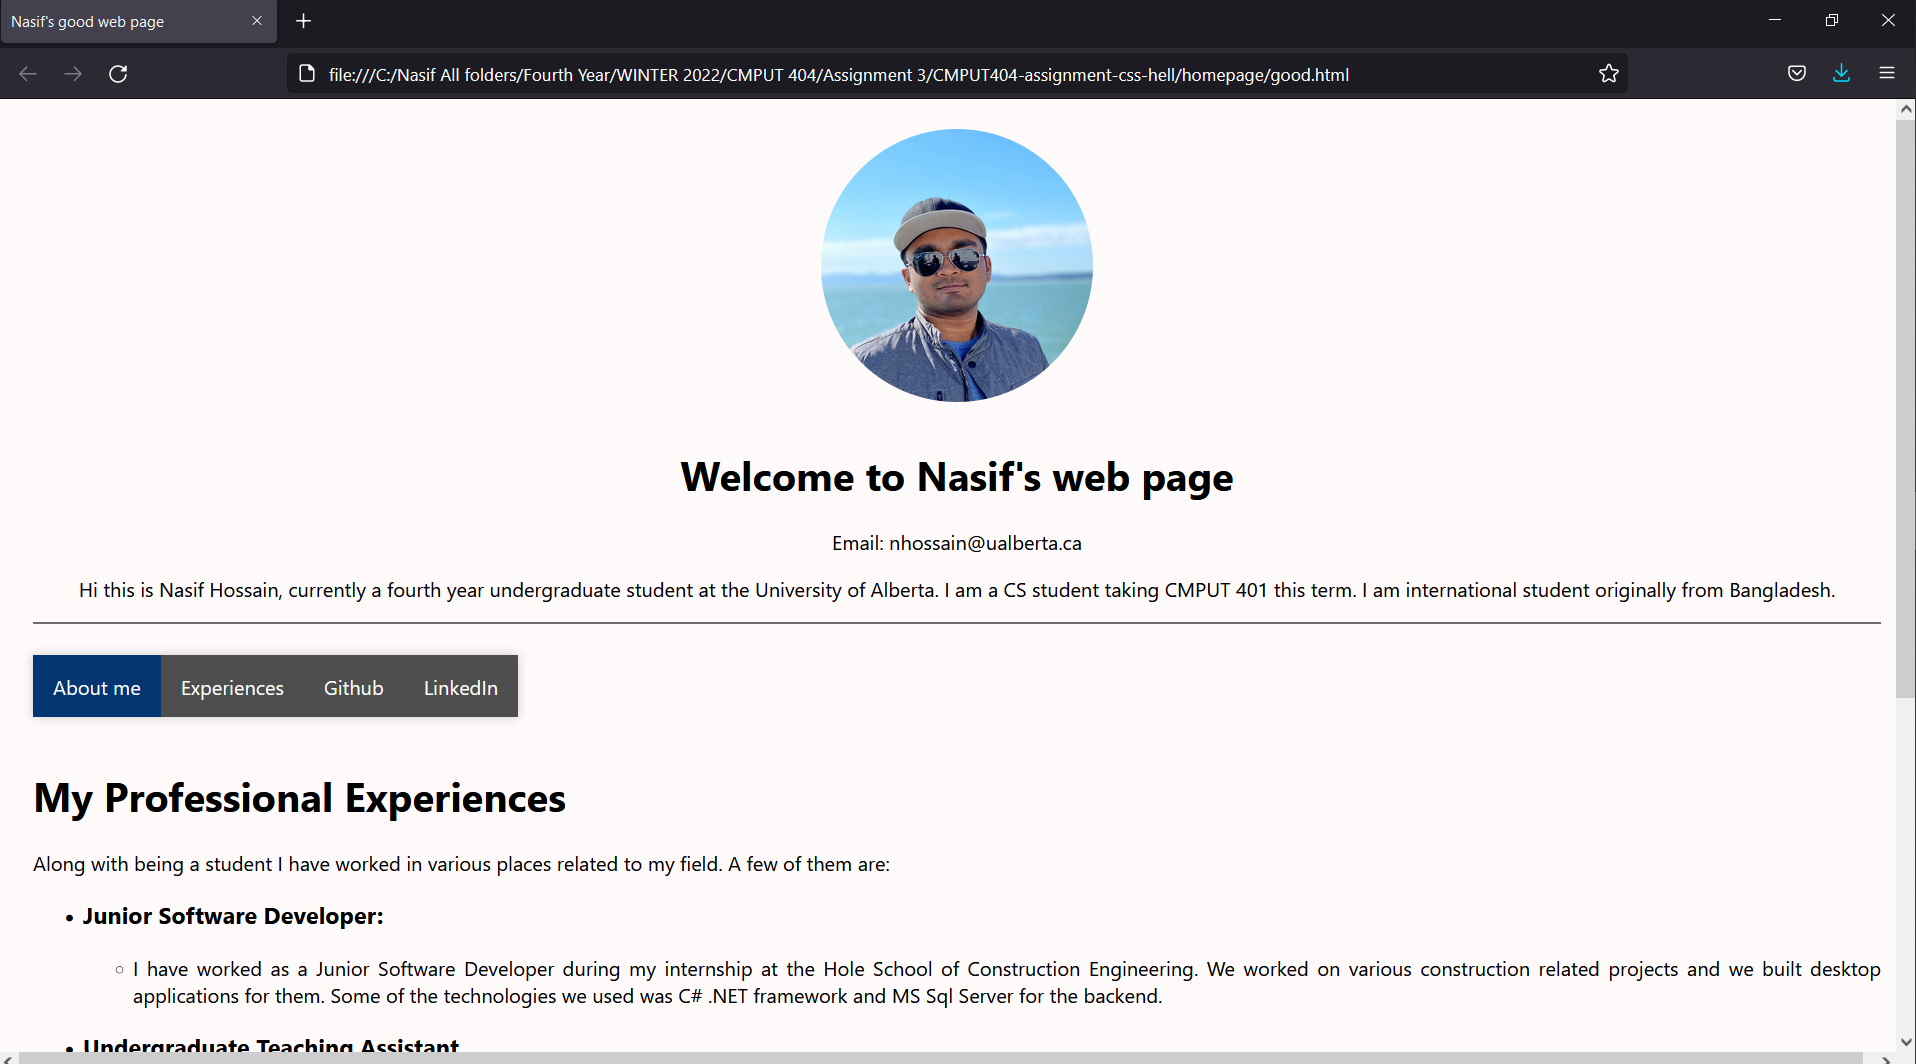 Nasif's good web page
file:///C:/Nasif All folders/Fourth Year/WINTER 2022/CMPUT 404/Assignment 3/CMPUT404-assignment-css-hell/homepage/good.html
Welcome to Nasif's web page
Email: nhossain@ualberta.ca
Hi this is Nasif Hossain, currently a fourth year undergraduate student at the University of Alberta. I am a CS student taking CMPUT 401 this term. I am international student originally from Bangladesh.
About me Experiences Github LinkedIn
My Professional Experiences
Along with being a student I have worked in various places related to my field. A few of them are:
• Junior Software Developer:
◦ I have worked as a Junior Software Developer during my internship at the Hole School of Construction Engineering. We worked on various construction related projects and we built desktop
applications for them. Some of the technologies we used was C# .NET framework and MS Sql Server for the backend.
• Undergraduate Teaching Assistant